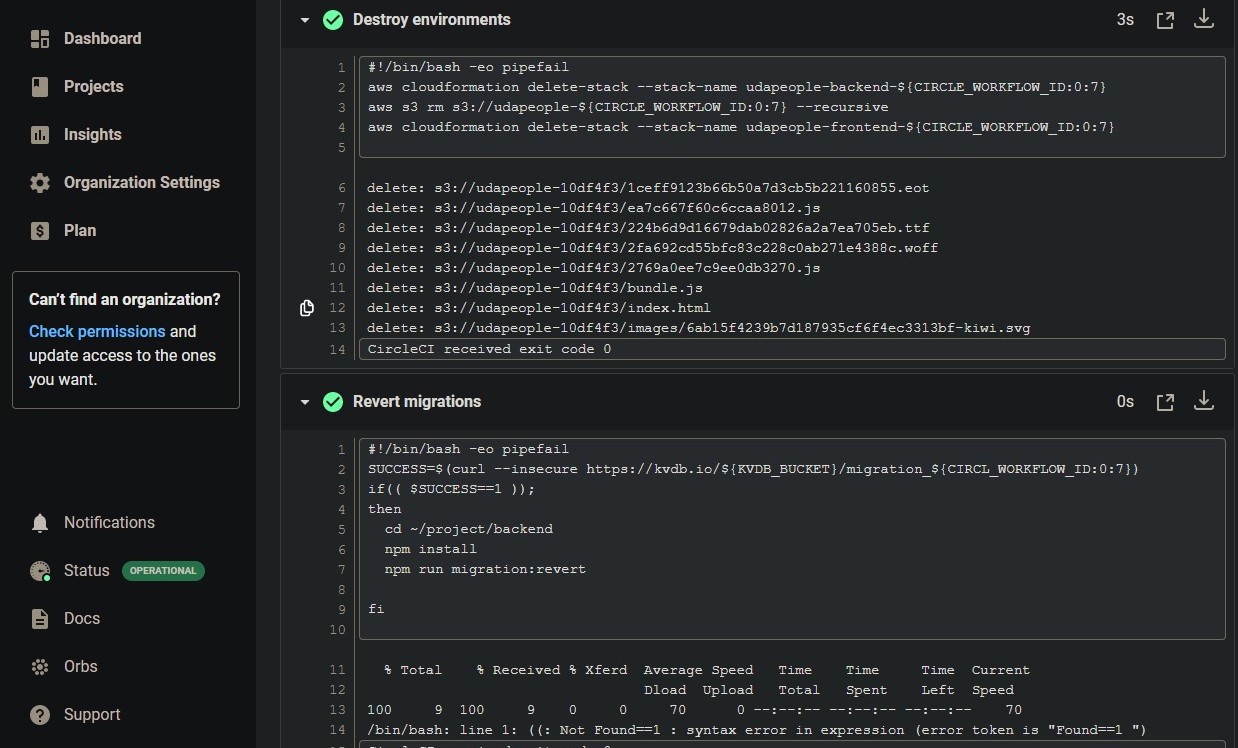 Dashboard
Projects
Insights
Organization Settings
Plan
Can't find an organization?
Check permissions and
update access to the ones
you want.
Notifications
Status OPERATIONAL
Docs
Orbs
Support
Destroy environments 3s
1 #!/bin/bash -eo pipefail
2 aws cloudformation delete-stack --stack-name udapeople-backend-${CIRCLE_WORKFLOW_ID:0:7}
3 aws s3 rm s3://udapeople-${CIRCLE_WORKFLOW_ID:0:7} --recursive
4 aws cloudformation delete-stack --stack-name udapeople-frontend-${CIRCLE_WORKFLOW_ID:0:7}
5
6 delete: s3://udapeople-10df4f3/1ceff9123b66b50a7d3cb5b221160855.eot
7 delete: s3://udapeople-10df4f3/ea7c667f60c6ccaa8012.js
8 delete: s3://udapeople-10df4f3/224b6d9d16679dab02826a2a7ea705eb.ttf
9 delete: s3://udapeople-10df4f3/2fa692cd55bfc83c228c0ab271e4388c.woff
10 delete: s3://udapeople-10df4f3/2769a0ee7c9ee0db3270.js
11 delete: s3://udapeople-10df4f3/bundle.js
12 delete: s3://udapeople-10df4f3/index.html
13 delete: s3://udapeople-10df4f3/images/6ab15f4239b7d187935cf6f4ec3313bf-kiwi.svg
14 CircleCI received exit code 0
Revert migrations 0s
1 #!/bin/bash -eo pipefail
2 SUCCESS=$(curl --insecure https://kvdb.io/${KVDB_BUCKET}/migration_${CIRCL_WORKFLOW_ID:0:7})
3 if(( $SUCCESS==1 ));
4 then
5 cd ~/project/backend
6 npm install
7 npm run migration:revert
8
9 fi
10
11 % Total % Received % Xferd Average Speed Time Time Time Current
12 Dload Upload Total Spent Left Speed
13 100 9 100 9 0 0 70 0 --:--:-- --:--:-- --:--:-- 70
14 /bin/bash: line 1: ((: Not Found==1 : syntax error in expression (error token is "Found==1 ")